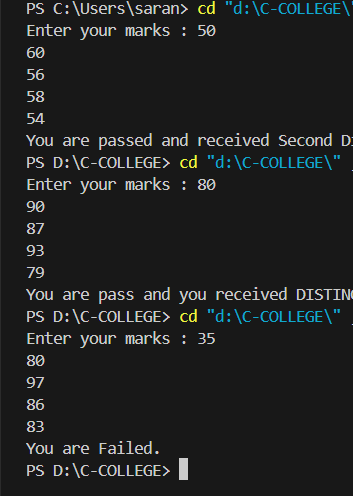 PS C:\Users\saran> cd "d:\C-COLLEGE\"
Enter your marks : 50
60
56
58
54
You are passed and received Second
PS D:\C-COLLEGE> cd "d:\C-COLLEGE\"
Enter your marks : 80
90
87
93
79
You are pass and you received DISTINC
PS D:\C-COLLEGE> cd "d:\C-COLLEGE\"
Enter your marks : 35
80
97
86
83
You are Failed.
PS D:\C-COLLEGE>